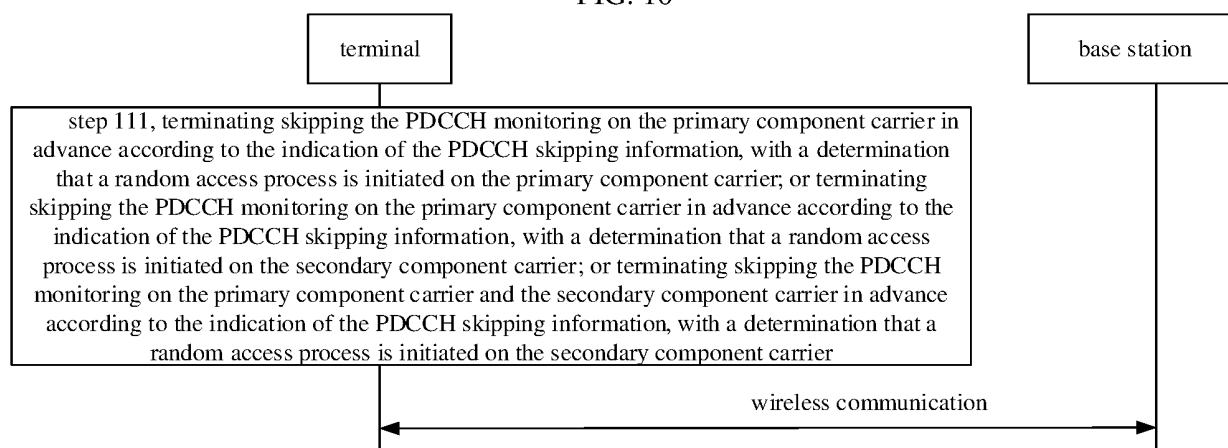 terminal
base station
step 111, terminating skipping the PDCCH monitoring on the primary component carrier in
advance according to the indication of the PDCCH skipping information, with a determination
that a random access process is initiated on the primary component carrier; or terminating
skipping the PDCCH monitoring on the primary component carrier in advance according to the
indication of the PDCCH skipping information, with a determination that a random access
process is initiated on the secondary component carrier; or terminating skipping the PDCCH
monitoring on the primary component carrier and the secondary component carrier in advance
according to the indication of the PDCCH skipping information, with a determination that a
random access process is initiated on the secondary component carrier
wireless communication